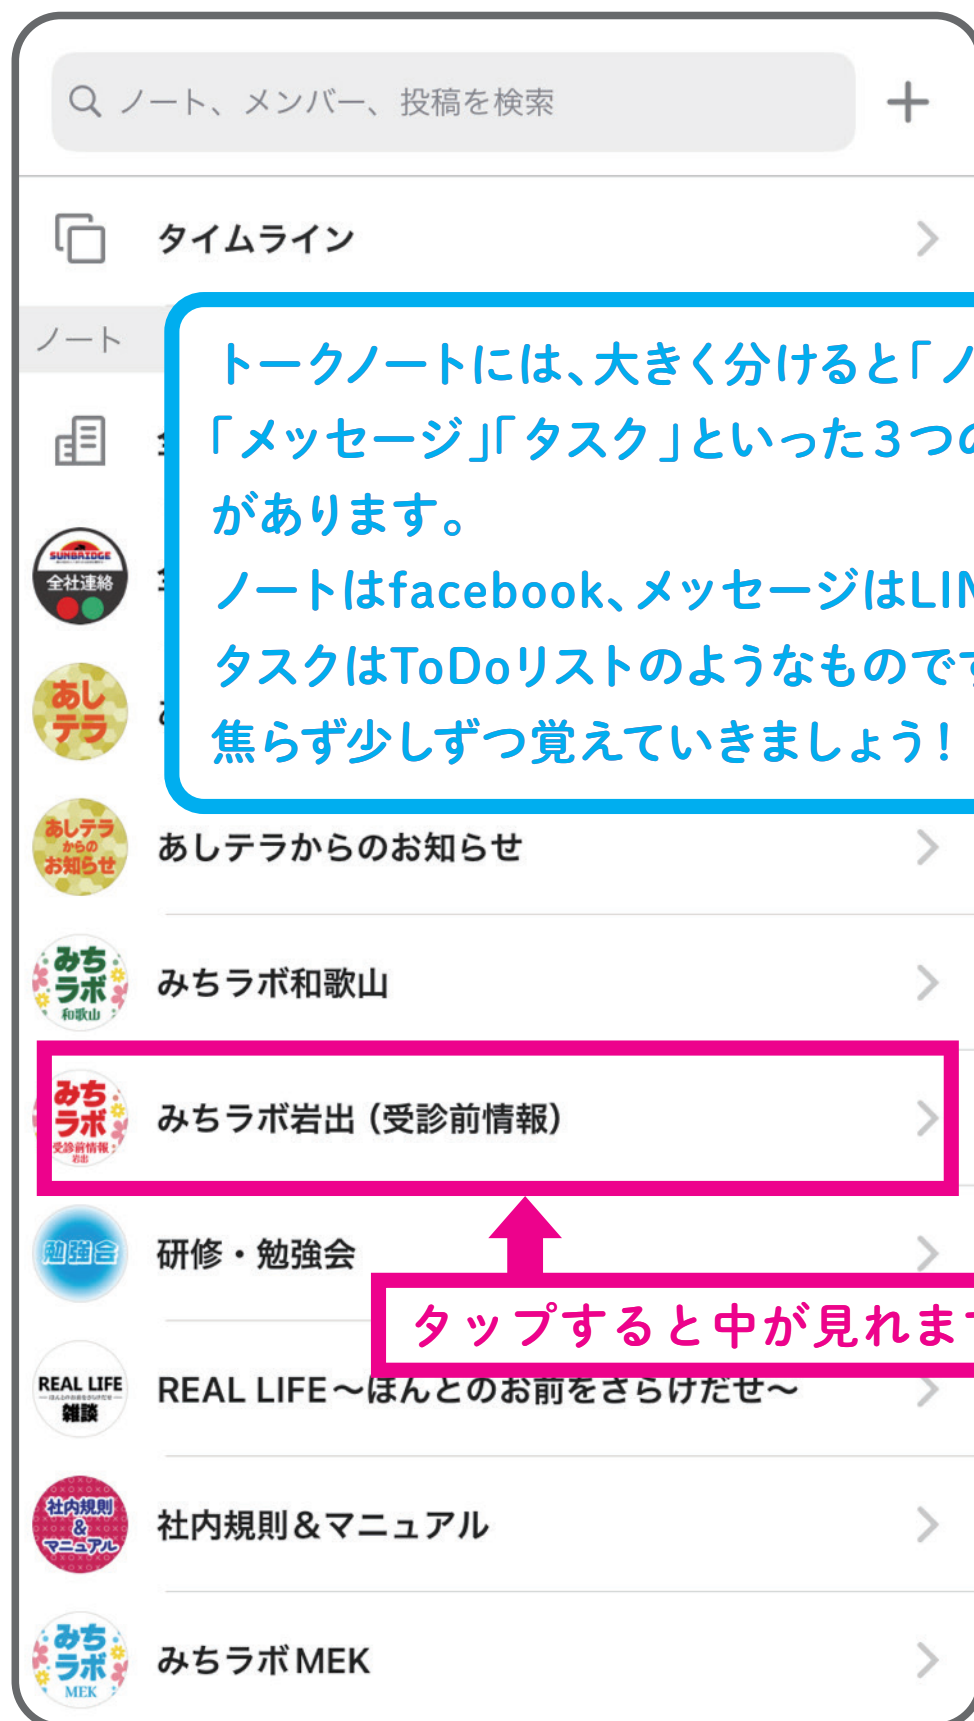 ノート、メンバー、投稿を検索
タイムライン
ノート
トークノートには、大きく分けると「ノ
「メッセージ」「タスク」といった３つの
があります。
ノートはfacebook、メッセージはLIN
タスクはToDoリストのようなものです
焦らず少しずつ覚えていきましょう！
SUNBRIDGE
全社連絡
あし
テラ
あしテラ
からの
お知らせ
あしテラからのお知らせ
みち
ラボ
和歌山
みちラボ和歌山
みち
ラボ
受診前情報
岩出
みちラボ岩出（受診前情報）
勉強会
研修・勉強会
タップすると中が見れます
REAL LIFE
雑談
REAL LIFE～ほんとのお前をさらけだせ～
社内規則
&
マニュアル
社内規則&マニュアル
みち
ラボ
MEK
みちラボMEK